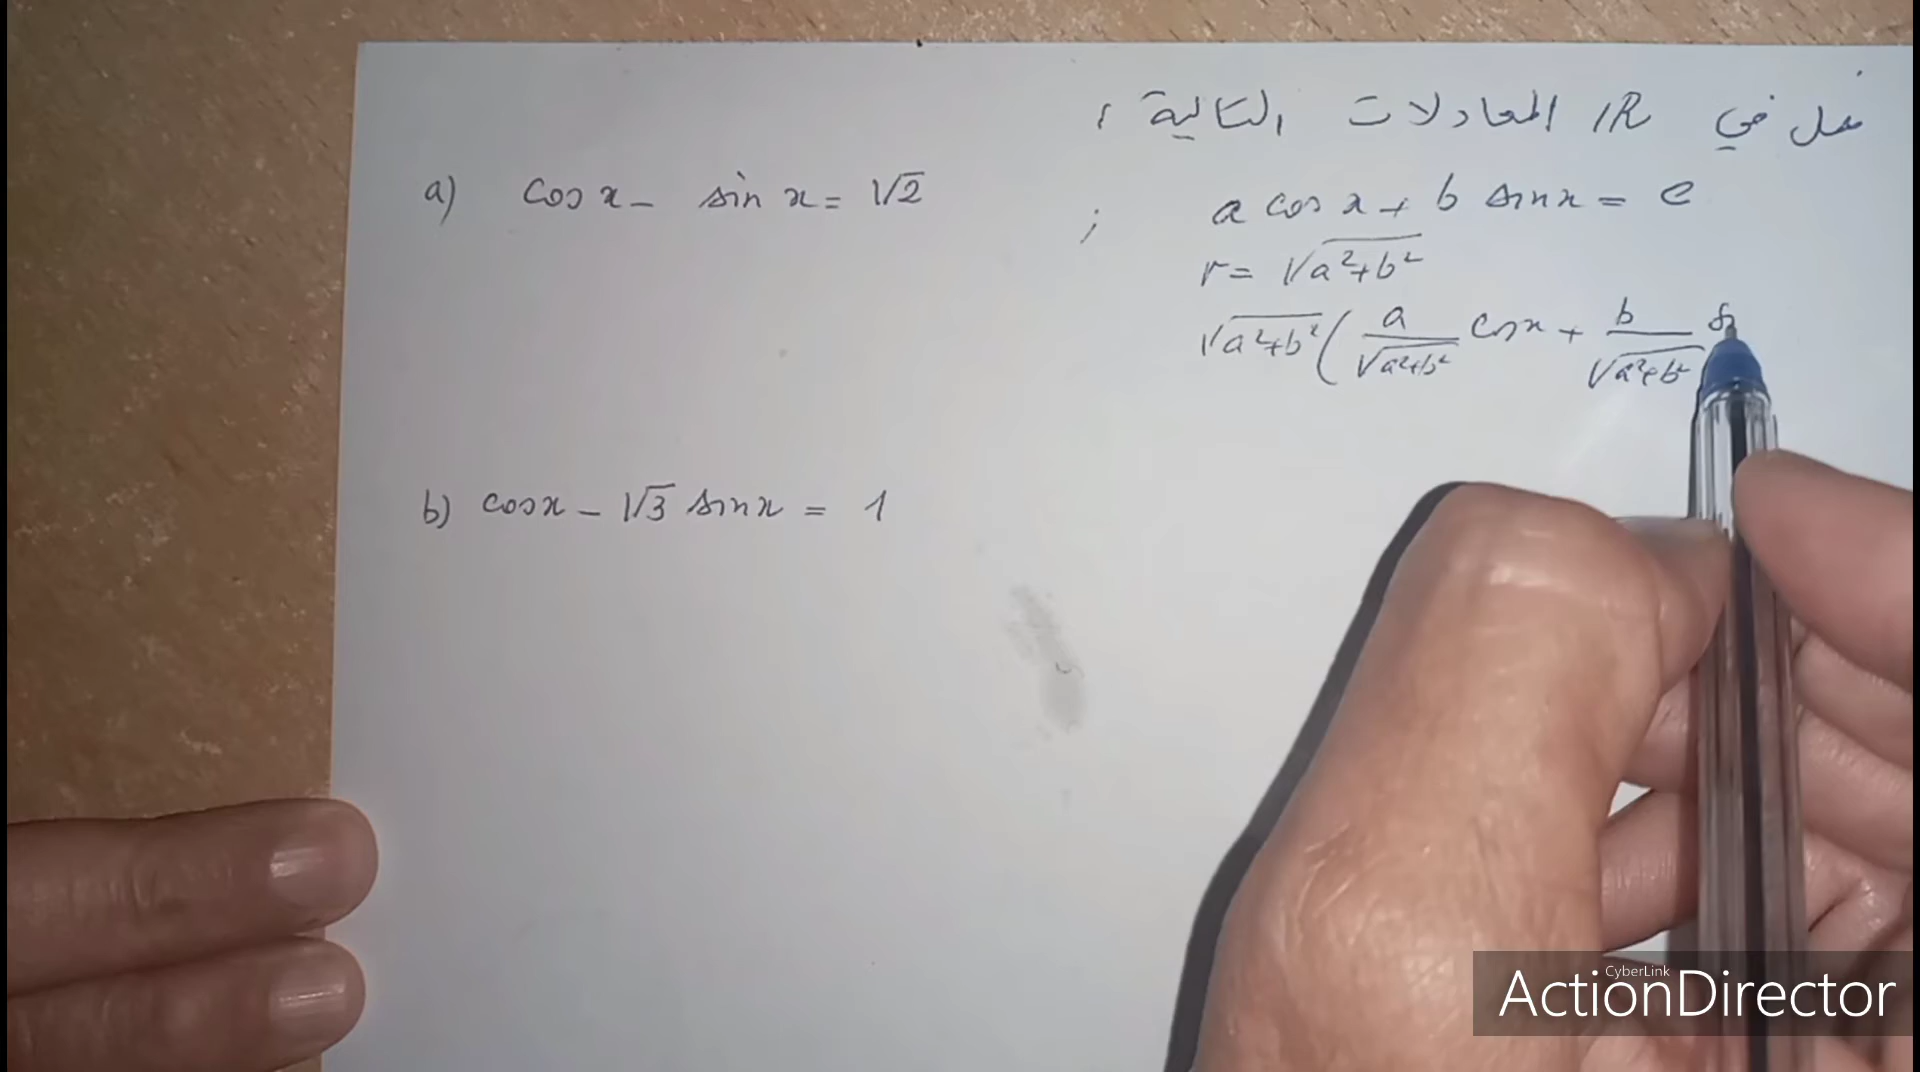 حل في IR المعادلات التالية :
a) cos x - sin x = √2 ; a cos x + b sin x = c
r = √a²+b²
√a²+b² ( a/√a²+b² cos x + b/√a²+b² s
b) cos x - √3 sin x = 1
CyberLink
ActionDirector